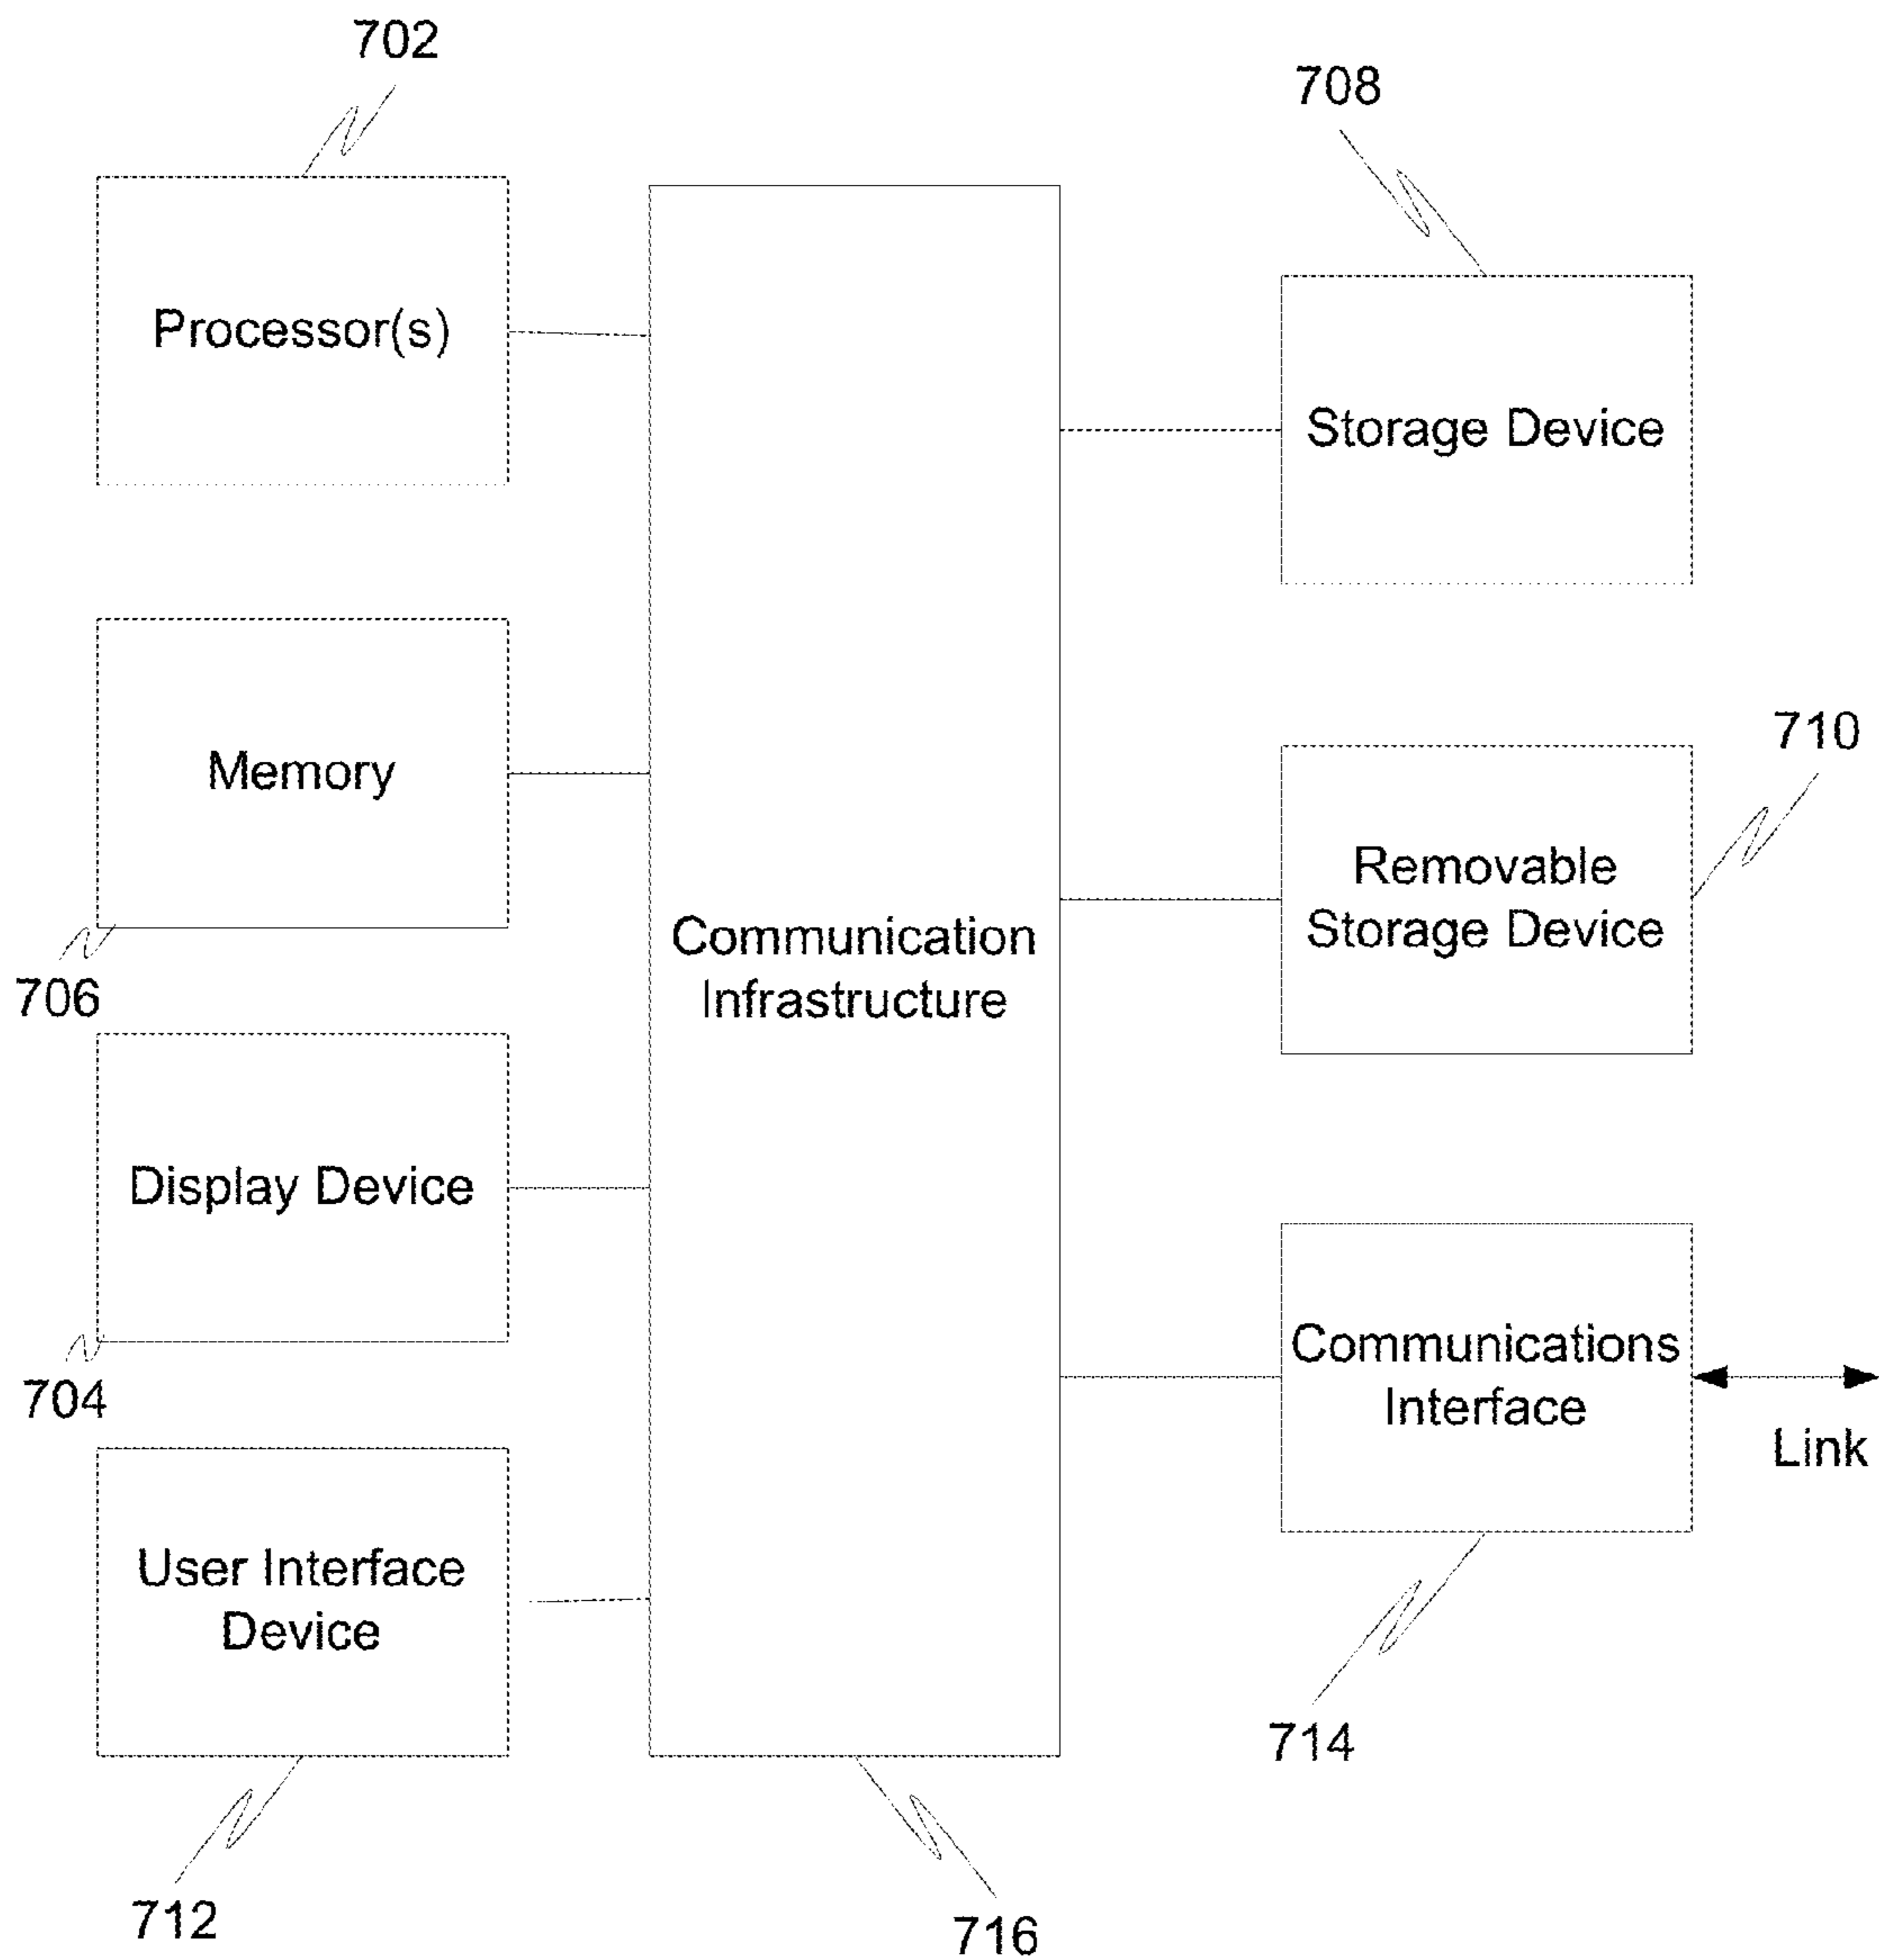 702
708
Processor(s)
Storage Device
710
Memory
Removable
Storage Device
706
Communication
Infrastructure
Display Device
704
Communications
Interface
Link
User Interface
Device
714
712
716